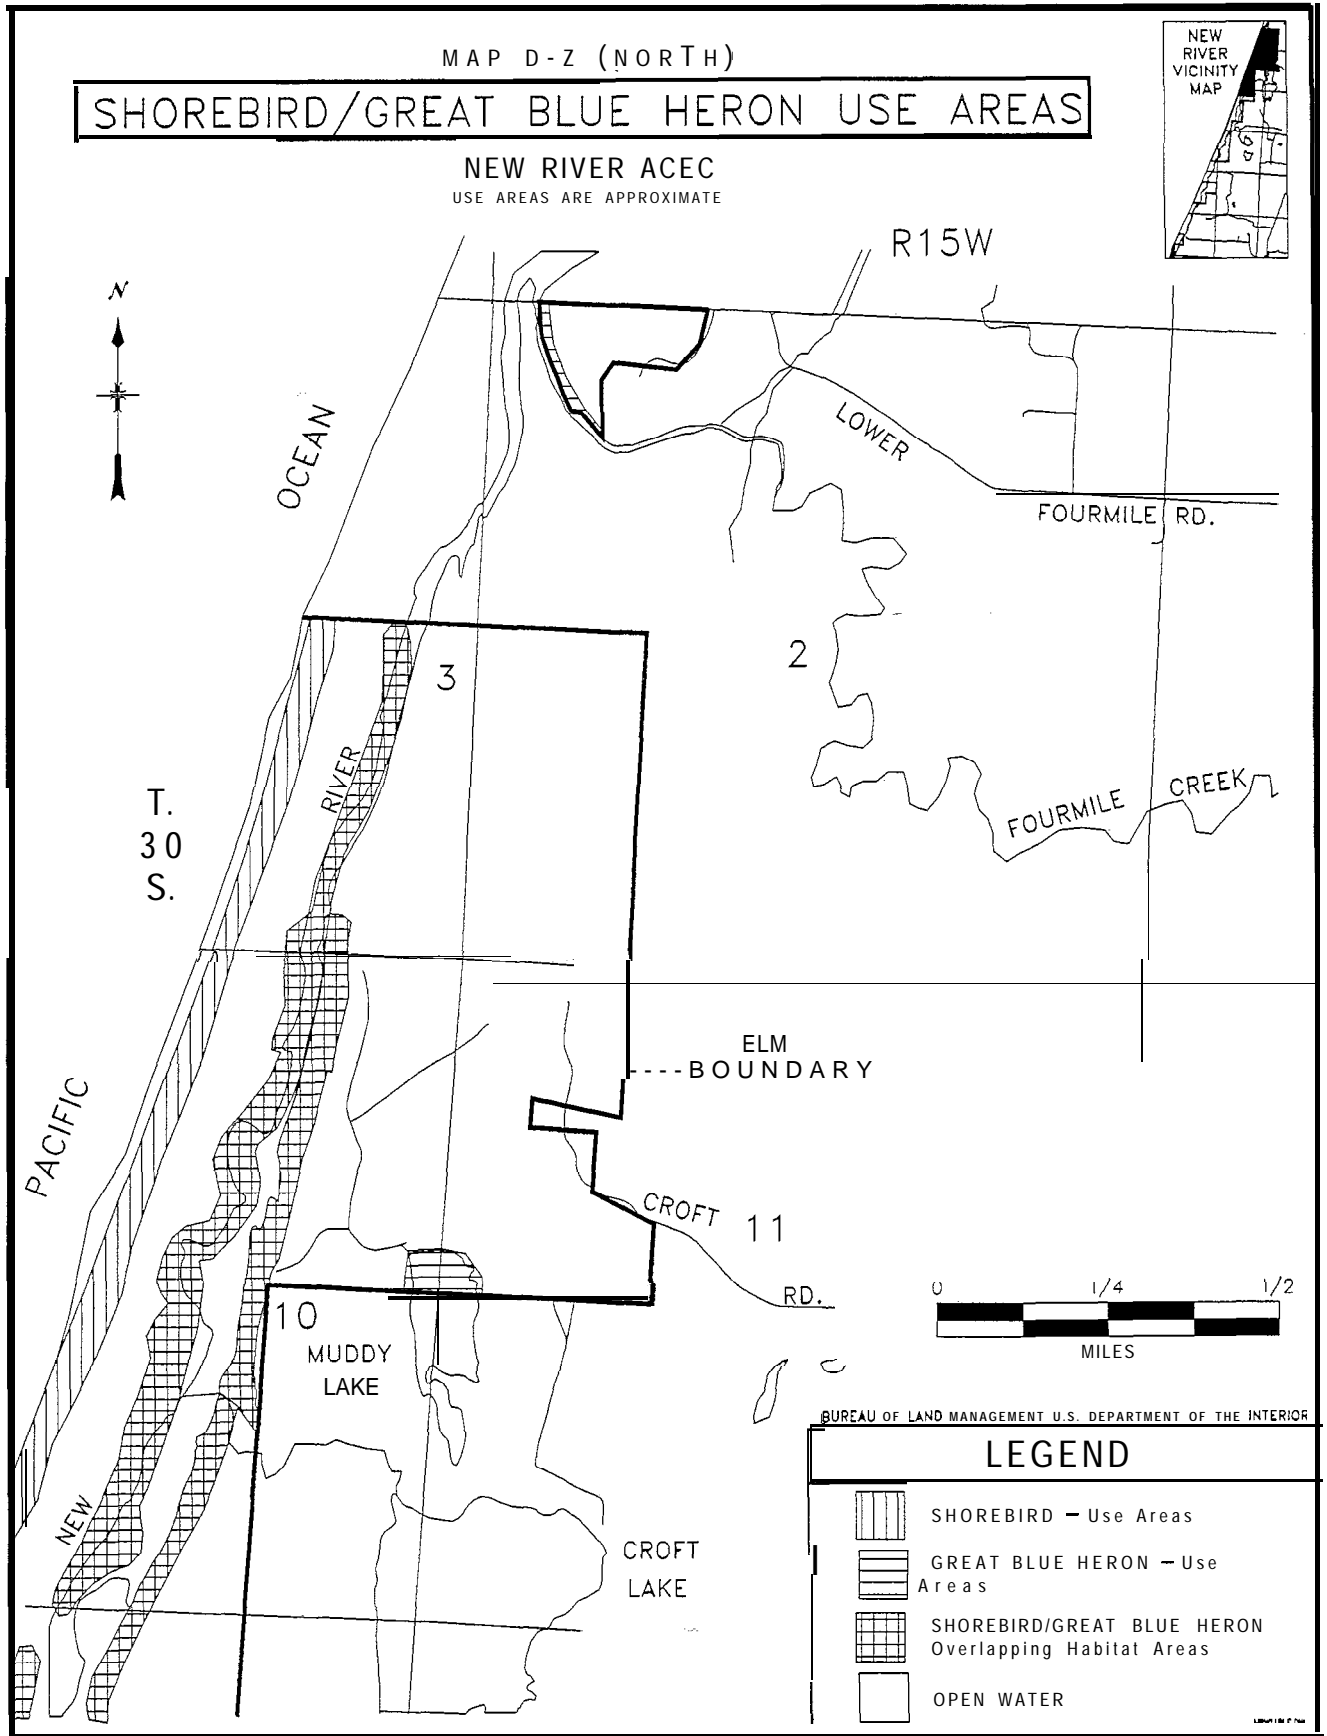 MAP D-Z (NORTH)
SHOREBIRD/GREAT BLUE HERON USE AREAS
NEW RIVER ACEC
USE AREAS ARE APPROXIMATE
NEW
RIVER
VICINITY
MAP
R15W
N
OCEAN
LOWER
FOURMILE RD.
3
2
RIVER
T.
30
S.
FOURMILE CREEK
ELM
----BOUNDARY
PACIFIC
CROFT
11
RD.
10
MUDDY
LAKE
0 1/4 1/2
MILES
NEW
CROFT
LAKE
BUREAU OF LAND MANAGEMENT U.S. DEPARTMENT OF THE INTERIOR
LEGEND
SHOREBIRD — Use Areas
GREAT BLUE HERON — Use
Areas
SHOREBIRD/GREAT BLUE HERON
Overlapping Habitat Areas
OPEN WATER